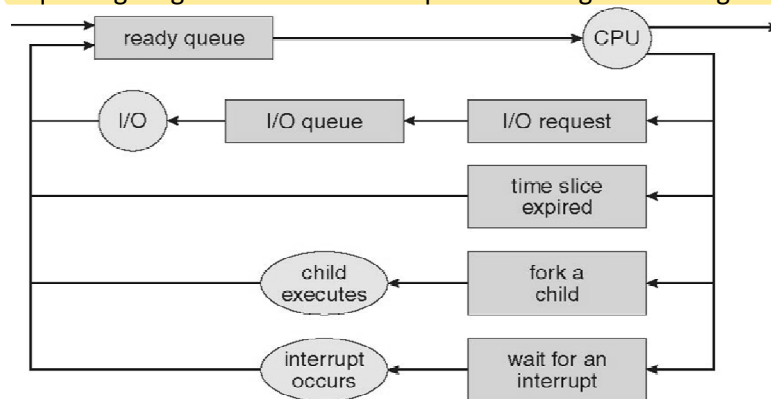 ready queue
CPU
I/O
I/O queue
I/O request
time slice
expired
child
executes
fork a
child
interrupt
occurs
wait for an
interrupt